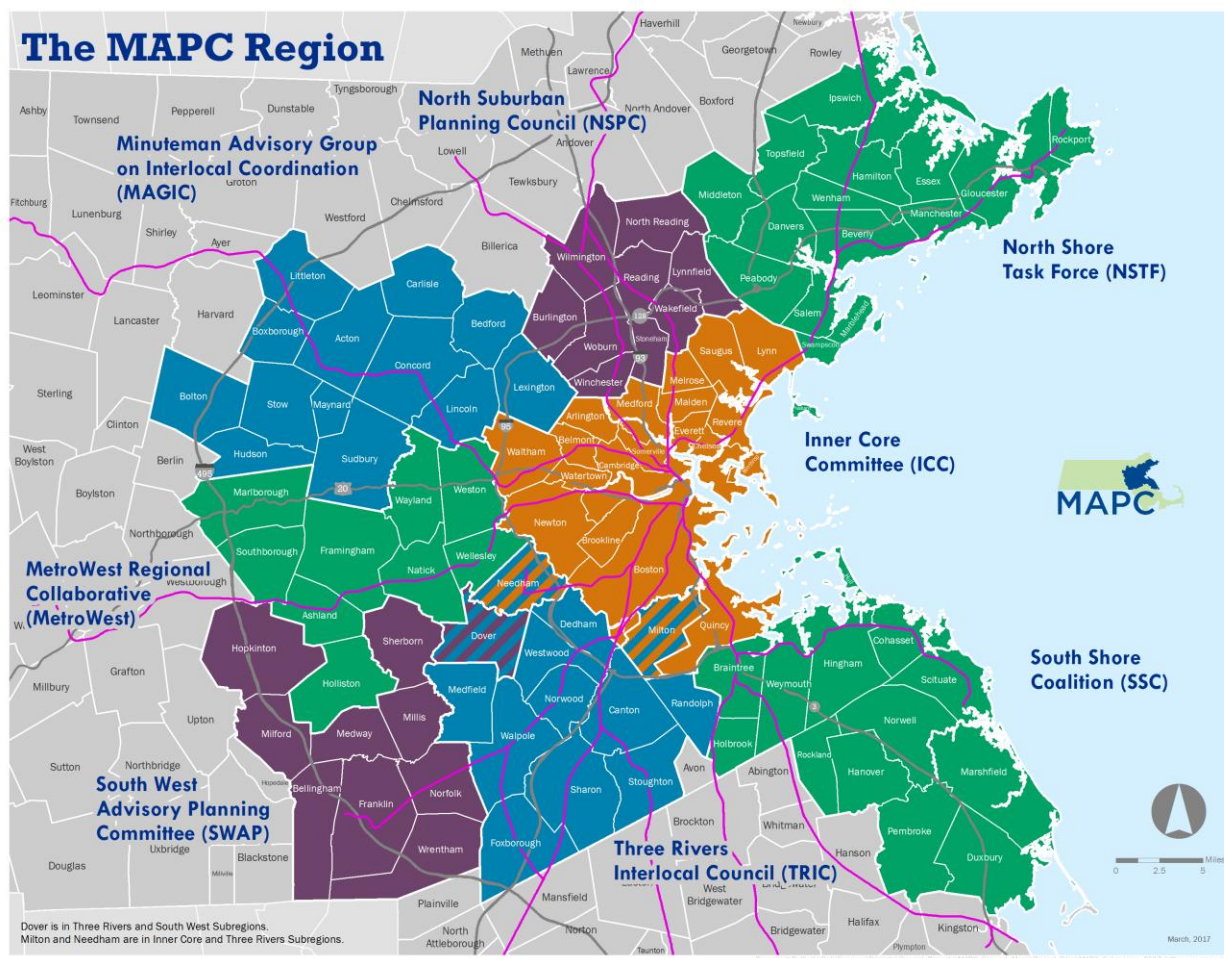 The MAPC Region
Haverhill
Newbury
Methuen
Georgetown
Rowley
Lawrence
Tyngsborough
North Suburban
Planning Council (NSPC)
North Andover
Boxford
Ipswich
Ashby
Townsend
Pepperell
Dunstable
Minuteman Advisory Group
on Interlocal Coordination
(MAGIC)
Groton
Lowell
Andover
Topsfield
Rockport
Tewksbury
Middleton
Hamilton
Essex
Gloucester
Wenham
Manchester
Fitchburg
Lunenburg
Shirley
Ayer
Westford
Chelmsford
Billerica
North Reading
Danvers
Beverly
Wilmington
Reading
Lynnfield
Peabody
North Shore
Task Force (NSTF)
Littleton
Carlisle
Leominster
Lancaster
Harvard
Boxborough
Acton
Bedford
Burlington
128
Wakefield
Salem
Marblehead
Stoneham
Woburn
93
Saugus
Lynn
Swampscott
Concord
Lexington
Winchester
Melrose
Sterling
Bolton
Stow
Maynard
Lincoln
Arlington
Medford
Malden
Clinton
95
Everett
Revere
Inner Core
Committee (ICC)
West
Boylston
Berlin
Hudson
Sudbury
Waltham
Belmont
Somerville
Chelsea
Cambridge
Watertown
495
20
Boylston
Marlborough
Wayland
Weston
MAPC
Northborough
Southborough
Framingham
Natick
Wellesley
Newton
Brookline
Boston
MetroWest Regional
Collaborative
(MetroWest)
Westborough
Ashland
Needham
Hopkinton
Sherborn
Dover
Dedham
Milton
Quincy
Westwood
Cohasset
Hingham
Scituate
Braintree
Weymouth
South Shore
Coalition (SSC)
Grafton
Millbury
Holliston
Medfield
Norwood
Canton
Randolph
3
Norwell
Upton
Milford
Medway
Millis
Walpole
Holbrook
Rockland
Hanover
Marshfield
Sutton
Northbridge
Avon
Abington
South West
Advisory Planning
Committee (SWAP)
Hopedale
Bellingham
Franklin
Norfolk
Sharon
Stoughton
Brockton
Whitman
Pembroke
Uxbridge
Wrentham
Foxborough
Three Rivers
Interlocal Council (TRIC)
Hanson
Duxbury
Douglas
Millville
Blackstone
0
2.5
5
Miles
Plainville
Mansfield
West
Bridgewater
Halifax
Kingston
North
Attleborough
Norton
Taunton
Bridgewater
Plympton
Dover is in Three Rivers and South West Subregions.
Milton and Needham are in Inner Core and Three Rivers Subregions.
March, 2017